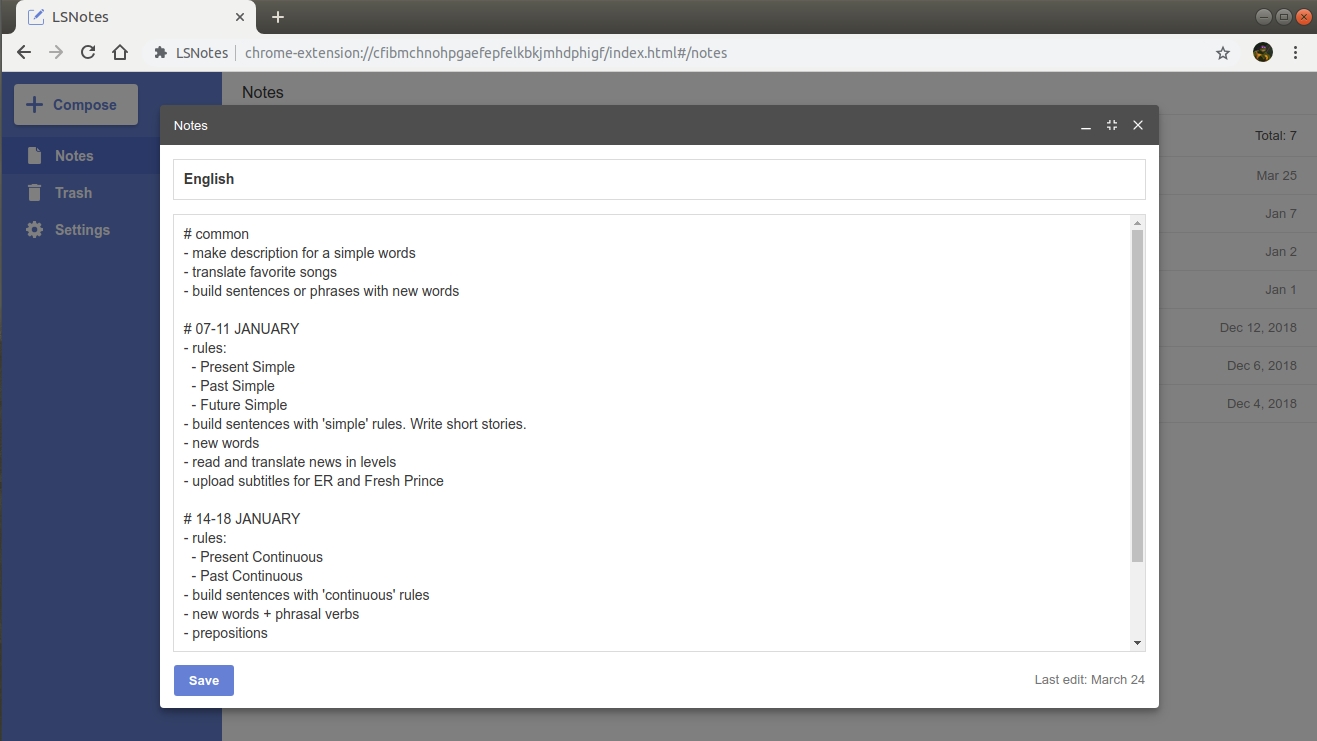 LSNotes
LSNotes
chrome-extension://cfibmchnohpgaefepfelkbkjmhdphigf/index.html#/notes
Compose
Notes
Trash
Settings
Notes
Total: 7
Mar 25
Jan 7
Jan 2
Jan 1
Dec 12, 2018
Dec 6, 2018
Dec 4, 2018
Notes
English
# common
- make description for a simple words
- translate favorite songs
- build sentences or phrases with new words
# 07-11 JANUARY
- rules:
- Present Simple
- Past Simple
- Future Simple
- build sentences with 'simple' rules. Write short stories.
- new words
- read and translate news in levels
- upload subtitles for ER and Fresh Prince
# 14-18 JANUARY
- rules:
- Present Continuous
- Past Continuous
- build sentences with 'continuous' rules
- new words + phrasal verbs
- prepositions
Save
Last edit: March 24